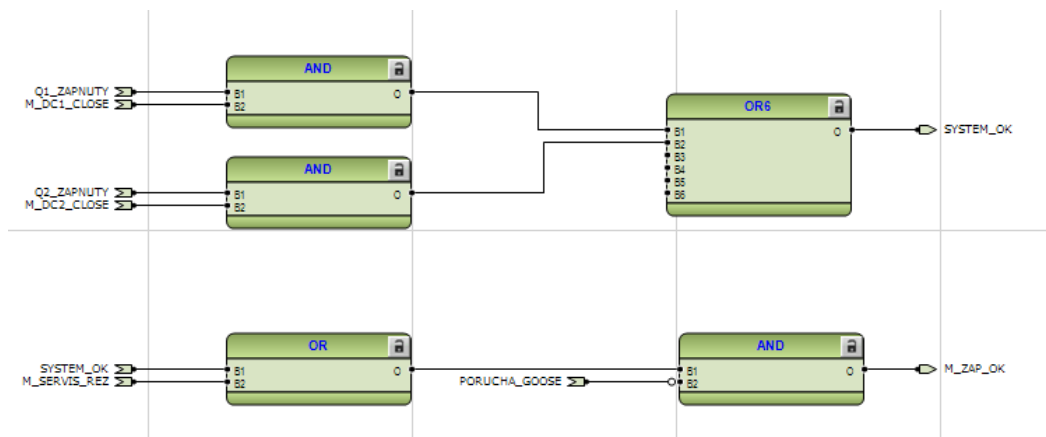 AND
Q1_ZAPNUTY B1 O
M_DC1_CLOSE B2
OR6
B1 O SYSTEM_OK
B2
B3
B4
B5
B6
AND
Q2_ZAPNUTY B1 O
M_DC2_CLOSE B2
OR
SYSTEM_OK B1 O
M_SERVIS_REZ B2
AND
B1 O M_ZAP_OK
PORUCHA_GOOSE B2